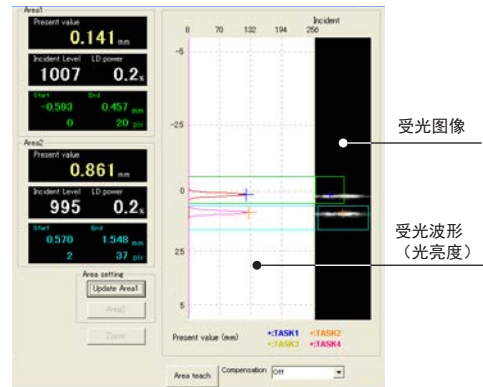 Area1
Present value
0.141 mm
Incident Level LD power
1007 0.2%
Start End
-0.593 0.457 mm
0 20 pix
Area2
Present value
0.861 mm
Incident Level LD power
995 0.2%
Start End
0.570 1.548 mm
2 37 pix
Area setting
Update Area1
Area2
Zoom
Incident
0 70 132 194 256
-5
-2.5
0
2.5
5
Present value (mm)
+:TASK1 +:TASK2
+:TASK3 +:TASK4
Area teach Compensation Off
受光图像
受光波形
（光亮度）